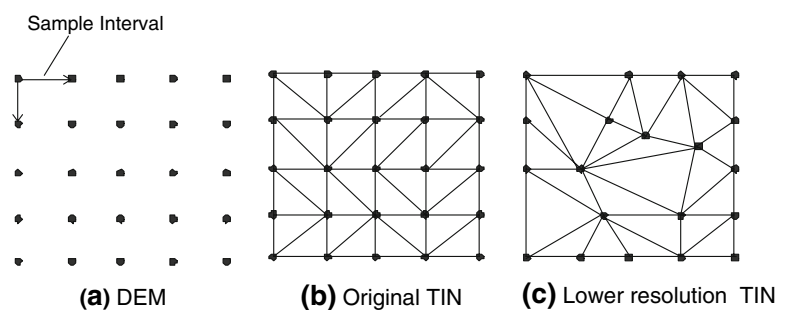 Sample Interval
(a) DEM
(b) Original TIN
(c) Lower resolution TIN